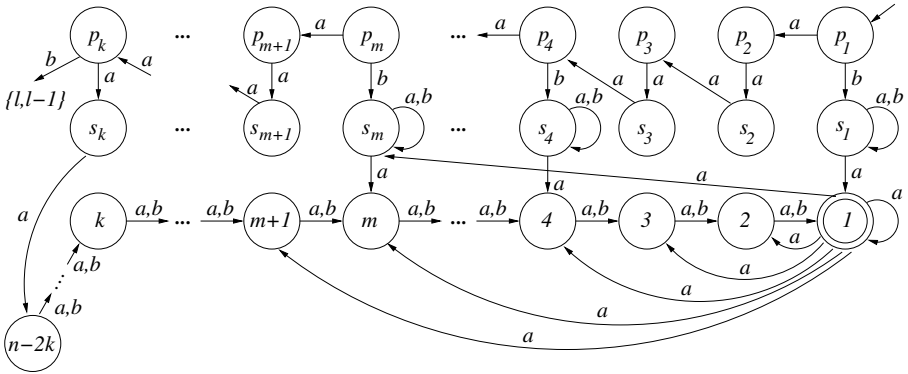 p_k ... p_{m+1} a p_m ... a p_4 p_3 p_2 a p_1
b a a a b b a a a a b
{l,l−1}
a,b a,b a,b
s_k ... s_{m+1} s_m ... s_4 s_3 s_2 s_1
a a a a a
k a,b ... a,b m+1 a,b m a,b ... a,b 4 a,b 3 a,b 2 a,b 1 a
a,b a a a a a
a,b
n−2k